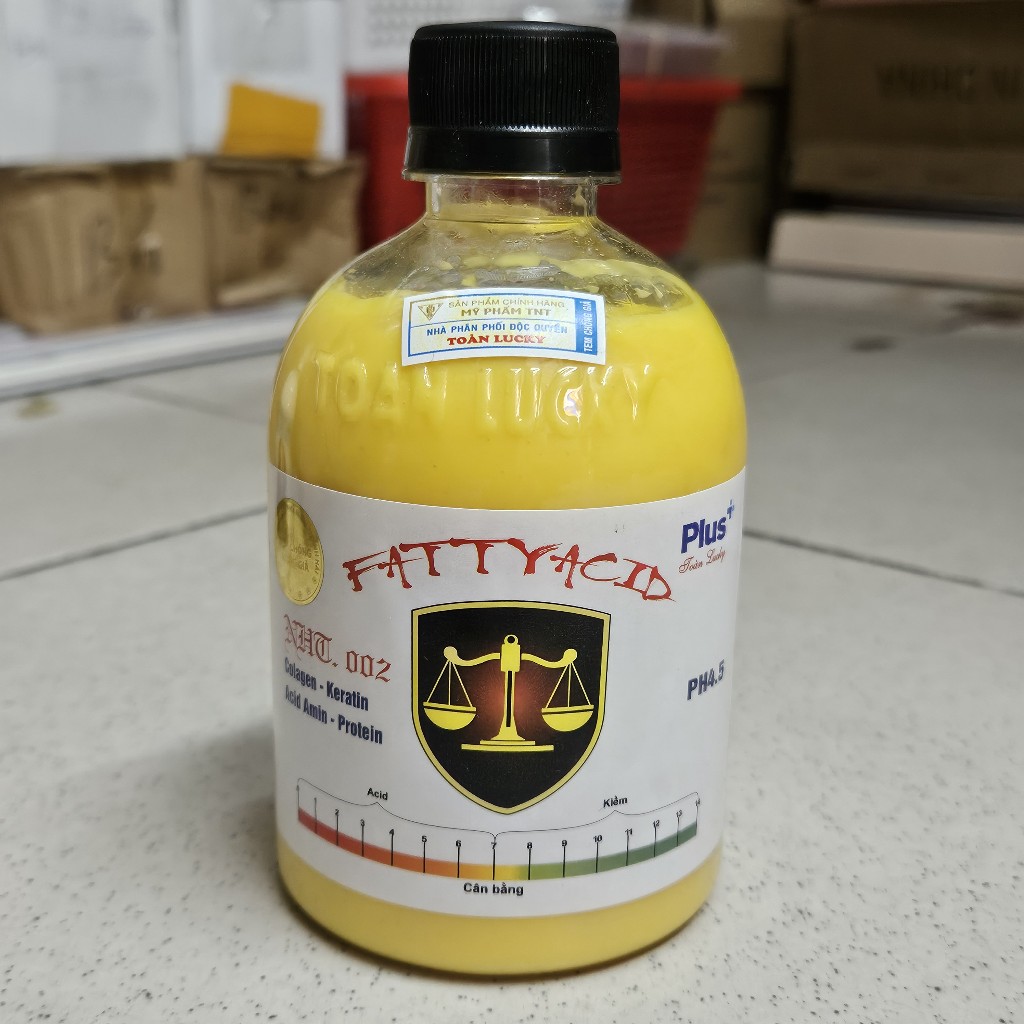 SẢN PHẨM CHÍNH HÃNG
MỸ PHẨM TNT
NHÀ PHÂN PHỐI ĐỘC QUYỀN
TOÀN LUCKY
TEM CHỐNG GIẢ
TOAN LUCKY
Plus+
Toàn Lucky
FATTYACID
CHỐNG
GIẢ
NHT. 002
Colagen - Keratin
Acid Amin - Protein
PH4.5
Acid
Kiềm
1 2 3 4 5 6 7 8 9 10 11 12 13 14
Cân bằng